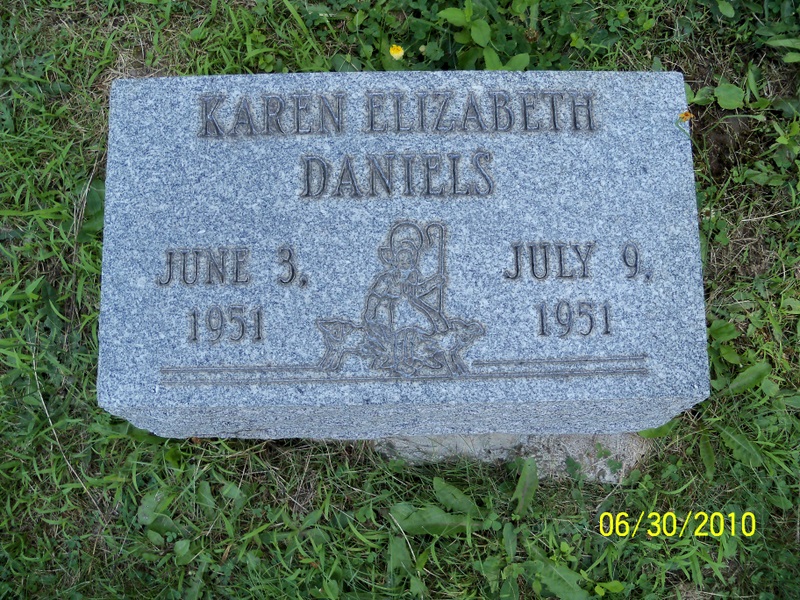 KAREN ELIZABETH
DANIELS
JUNE 3,
1951
JULY 9,
1951
06/30/2010